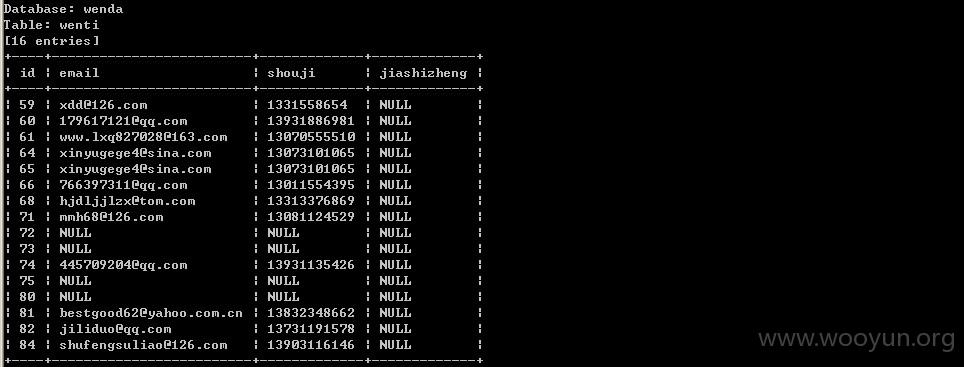 Database: wenda
Table: wenti
[16 entries]
+----+--------------------------+------------+-------------+
| id | email | shouji | jiashizheng |
+----+--------------------------+------------+-------------+
| 59 | xdd@126.com | 1331558654 | NULL |
| 60 | 179617121@qq.com | 13931886981 | NULL |
| 61 | www.lxq827028@163.com | 13070555510 | NULL |
| 64 | xinyugege4@sina.com | 13073101065 | NULL |
| 65 | xinyugege4@sina.com | 13073101065 | NULL |
| 66 | 766397311@qq.com | 13011554395 | NULL |
| 68 | hjdljjlzx@tom.com | 13313376869 | NULL |
| 71 | mmh68@126.com | 13081124529 | NULL |
| 72 | NULL | NULL | NULL |
| 73 | NULL | NULL | NULL |
| 74 | 445709204@qq.com | 13931135426 | NULL |
| 75 | NULL | NULL | NULL |
| 80 | NULL | NULL | NULL |
| 81 | bestgood62@yahoo.com.cn | 13832348662 | NULL |
| 82 | jiliduo@qq.com | 13731191578 | NULL |
| 84 | shufengsuliao@126.com | 13903116146 | NULL |
+----+--------------------------+------------+-------------+
www.wooyun.org